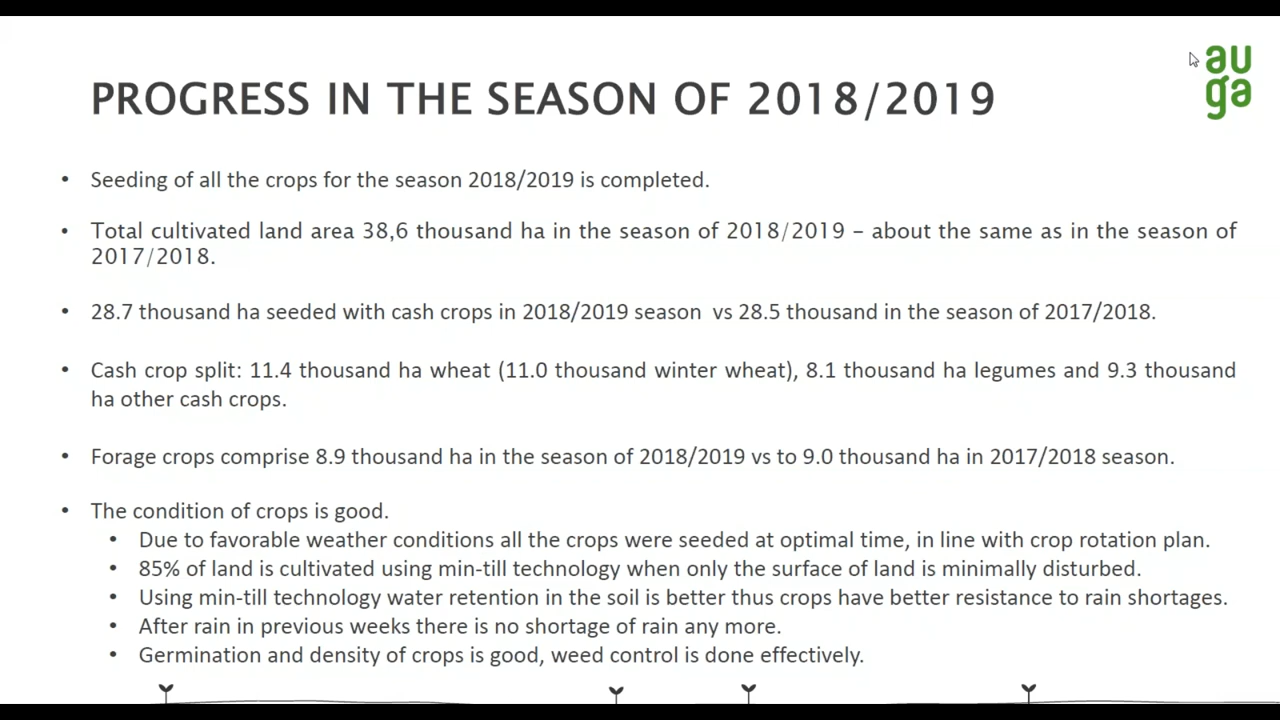 au
ga
PROGRESS IN THE SEASON OF 2018/2019
• Seeding of all the crops for the season 2018/2019 is completed.
• Total cultivated land area 38,6 thousand ha in the season of 2018/2019 – about the same as in the season of
2017/2018.
• 28.7 thousand ha seeded with cash crops in 2018/2019 season vs 28.5 thousand in the season of 2017/2018.
• Cash crop split: 11.4 thousand ha wheat (11.0 thousand winter wheat), 8.1 thousand ha legumes and 9.3 thousand
ha other cash crops.
• Forage crops comprise 8.9 thousand ha in the season of 2018/2019 vs to 9.0 thousand ha in 2017/2018 season.
• The condition of crops is good.
• Due to favorable weather conditions all the crops were seeded at optimal time, in line with crop rotation plan.
• 85% of land is cultivated using min-till technology when only the surface of land is minimally disturbed.
• Using min-till technology water retention in the soil is better thus crops have better resistance to rain shortages.
• After rain in previous weeks there is no shortage of rain any more.
• Germination and density of crops is good, weed control is done effectively.